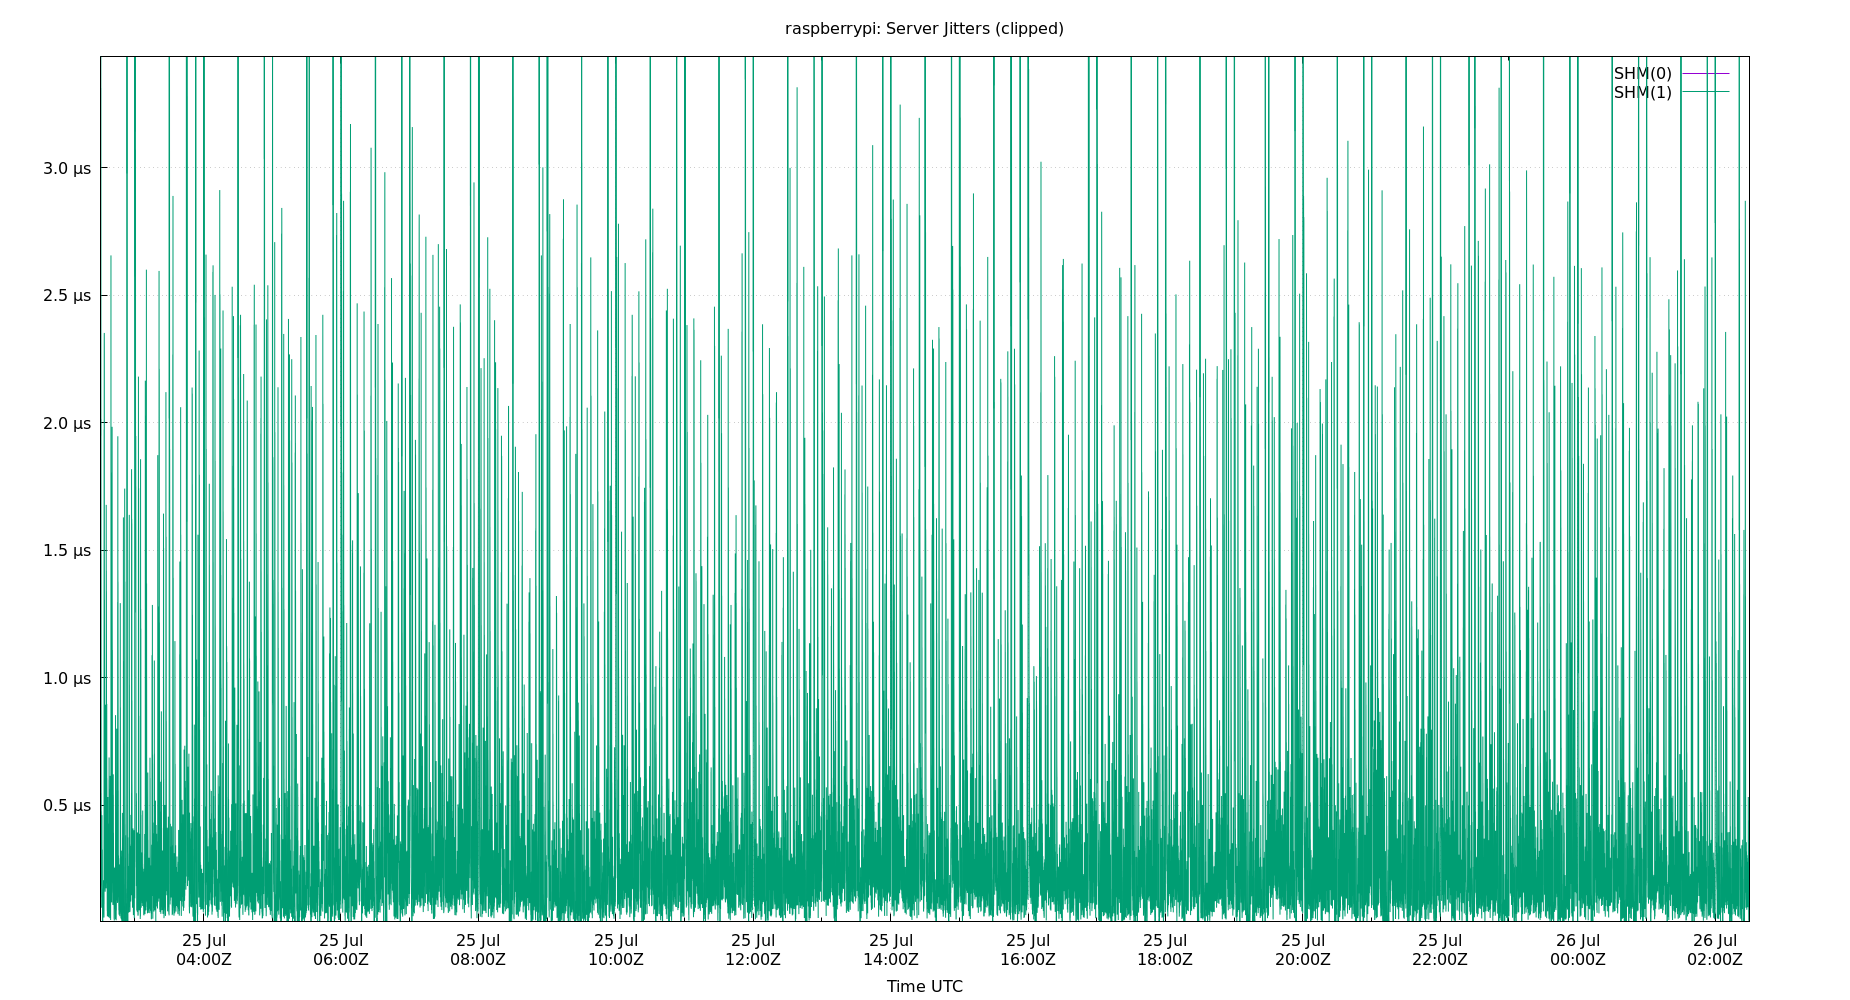 raspberrypi: Server Jitters (clipped)
SHM(0)
SHM(1)
3.0 μs
2.5 μs
2.0 μs
1.5 μs
1.0 μs
0.5 μs
25 Jul 25 Jul 25 Jul 25 Jul 25 Jul 25 Jul 25 Jul 25 Jul 25 Jul 25 Jul 26 Jul 26 Jul
04:00Z 06:00Z 08:00Z 10:00Z 12:00Z 14:00Z 16:00Z 18:00Z 20:00Z 22:00Z 00:00Z 02:00Z
Time UTC